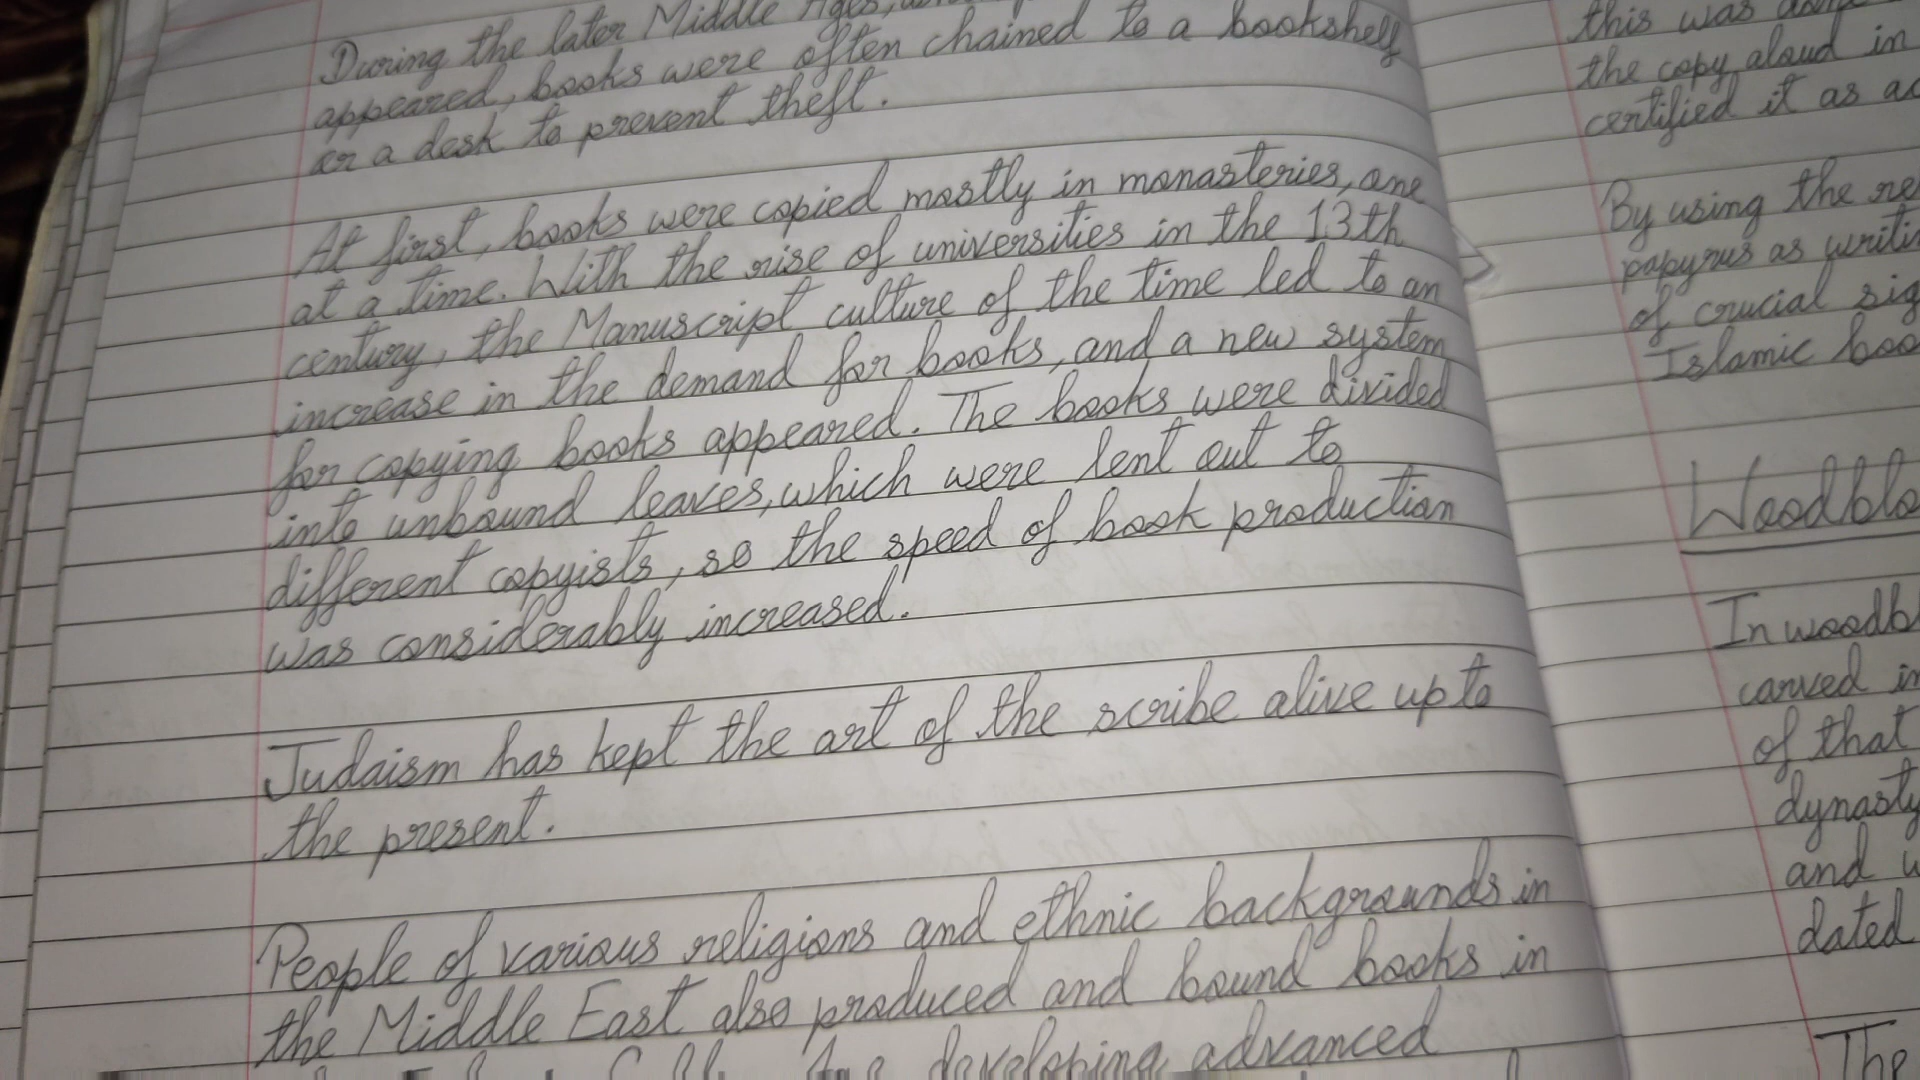 During the later Middle Ages,
appeared, books were often chained to a bookshelf
or a desk to prevent theft.
At first, books were copied mostly in monasteries, one
at a time. With the rise of universities in the 13th
century, the Manuscript culture of the time led to an
increase in the demand for books, and a new system
for copying books appeared. The books were divided
into unbound leaves, which were lent out to
different copyists, so the speed of book production
was considerably increased.
Judaism has kept the art of the scribe alive up to
the present.
People of various religions and ethnic backgrounds in
the Middle East also produced and bound books in
developing advanced
this was
the copy aloud in
certified it as
By using the
papyrus as
of crucial
Islamic
In
carved
of that
dynasty
and
dated
The